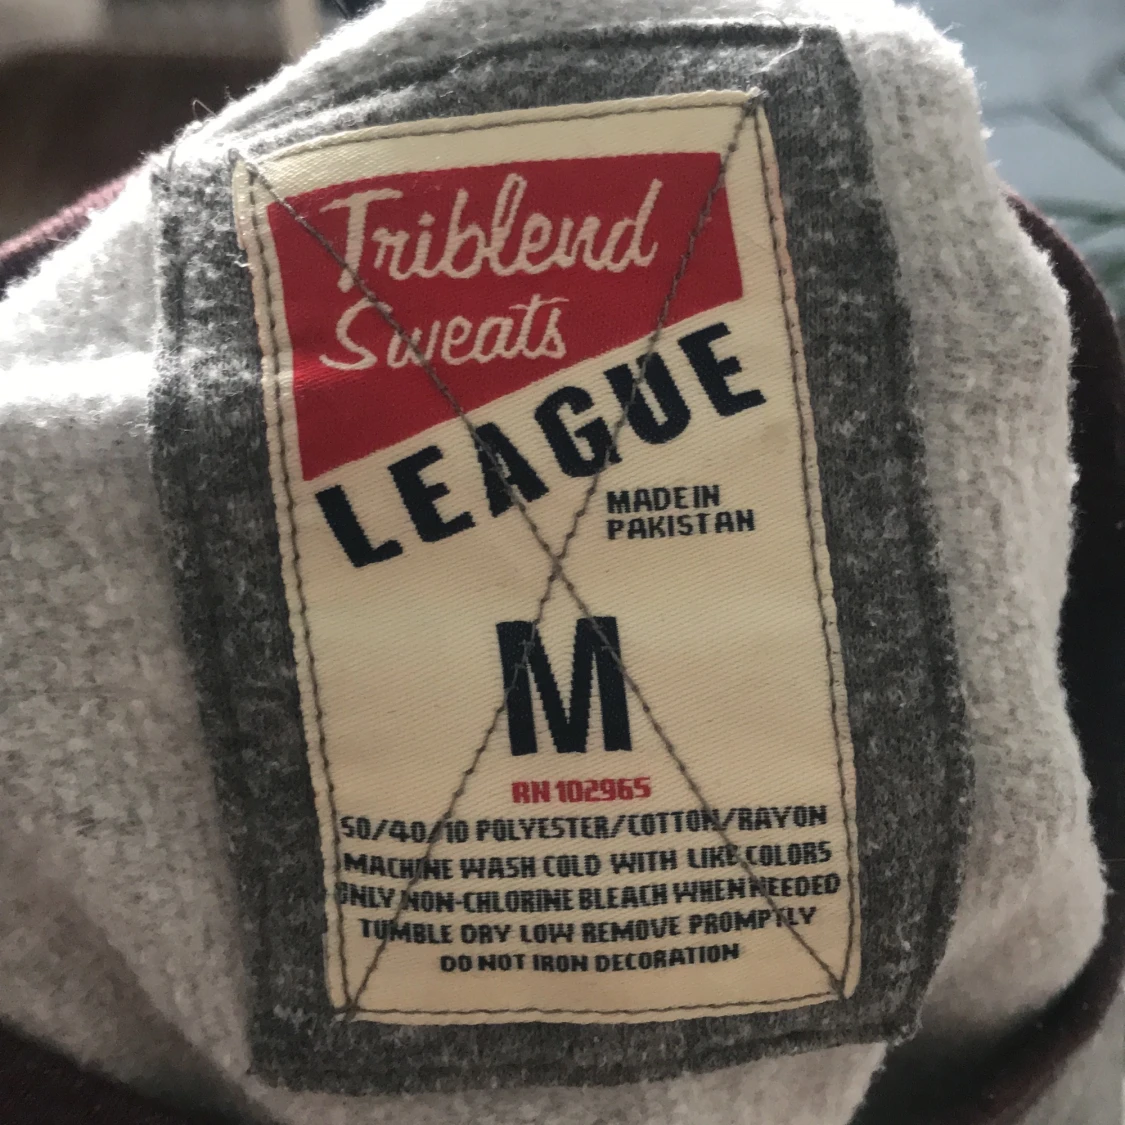 Triblend
Sweats
LEAGUE
MADE IN
PAKISTAN
M
RN 102965
50/40/10 POLYESTER/COTTON/RAYON
MACHINE WASH COLD WITH LIKE COLORS
ONLY NON-CHLORINE BLEACH WHEN NEEDED
TUMBLE DRY LOW REMOVE PROMPTLY
DO NOT IRON DECORATION